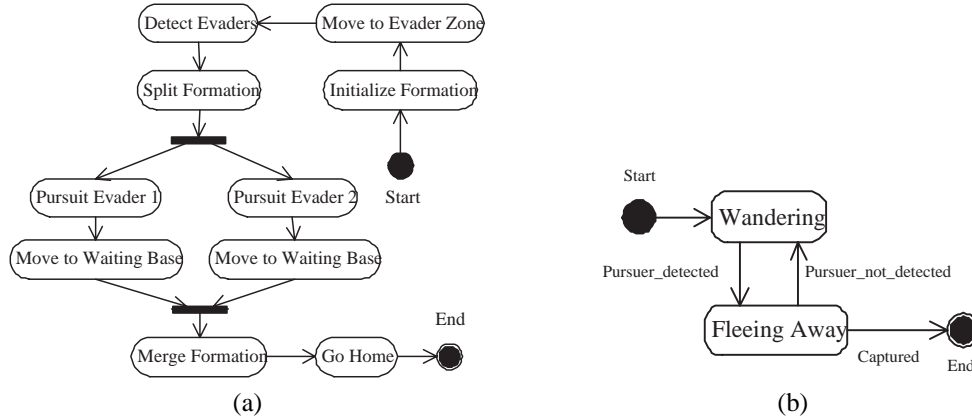 Detect Evaders
Move to Evader Zone
Split Formation
Initialize Formation
Start
Pursuit Evader 1
Pursuit Evader 2
Move to Waiting Base
Move to Waiting Base
Merge Formation
Go Home
End
(a)
Start
Wandering
Pursuer_detected
Pursuer_not_detected
Fleeing Away
Captured
End
(b)